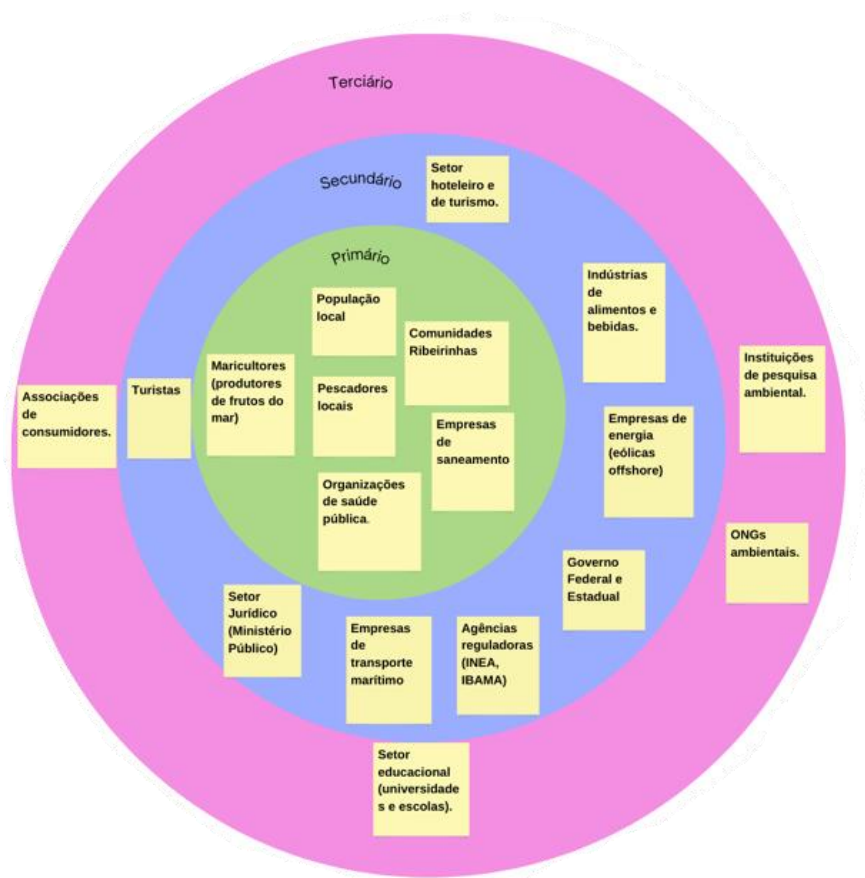 Terciário
Secundário
Setor
hoteleiro e
de turismo.
Primário
População
local
Comunidades
Ribeirinhas
Indústrias
de
alimentos e
bebidas.
Maricultores
(produtores
de frutos do
mar)
Pescadores
locais
Turistas
Associações
de
consumidores.
Instituições
de pesquisa
ambiental.
Empresas
de
saneamento
Empresas de
energia
(eólicas
offshore)
Organizações
de saúde
pública.
ONGs
ambientais.
Governo
Federal e
Estadual
Setor
Jurídico
(Ministério
Público)
Empresas
de
transporte
marítimo
Agências
reguladoras
(INEA,
IBAMA)
Setor
educacional
(universidade
s e escolas).